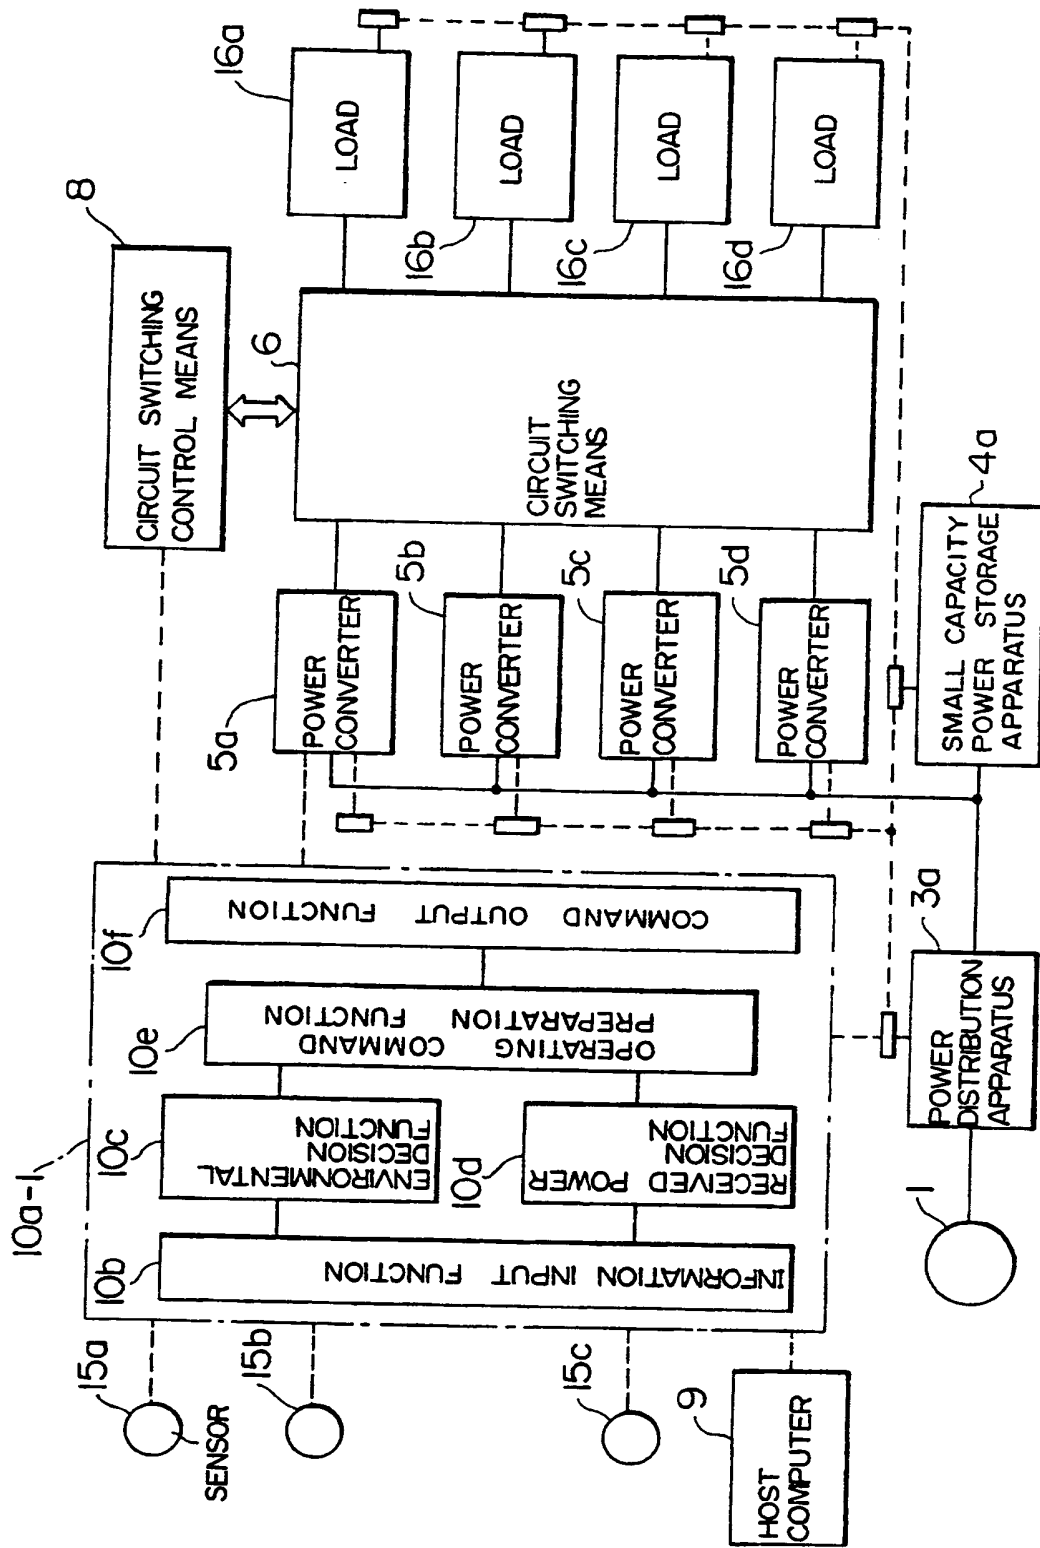 10a-1
15a
SENSOR
15b
15c
9
HOST
COMPUTER
10b
INFORMATION INPUT FUNCTION
10c
ENVIRONMENTAL
DECISION
FUNCTION
10d
RECEIVED POWER
DECISION
FUNCTION
10e
OPERATING COMMAND
PREPARATION FUNCTION
10f
COMMAND OUTPUT FUNCTION
1
POWER
DISTRIBUTION
APPARATUS
3a
SMALL CAPACITY
POWER STORAGE
APPARATUS
4a
5a
POWER
CONVERTER
5b
POWER
CONVERTER
5c
POWER
CONVERTER
5d
POWER
CONVERTER
CIRCUIT SWITCHING
CONTROL MEANS
8
6
CIRCUIT
SWITCHING
MEANS
16a
LOAD
16b
LOAD
16c
LOAD
16d
LOAD